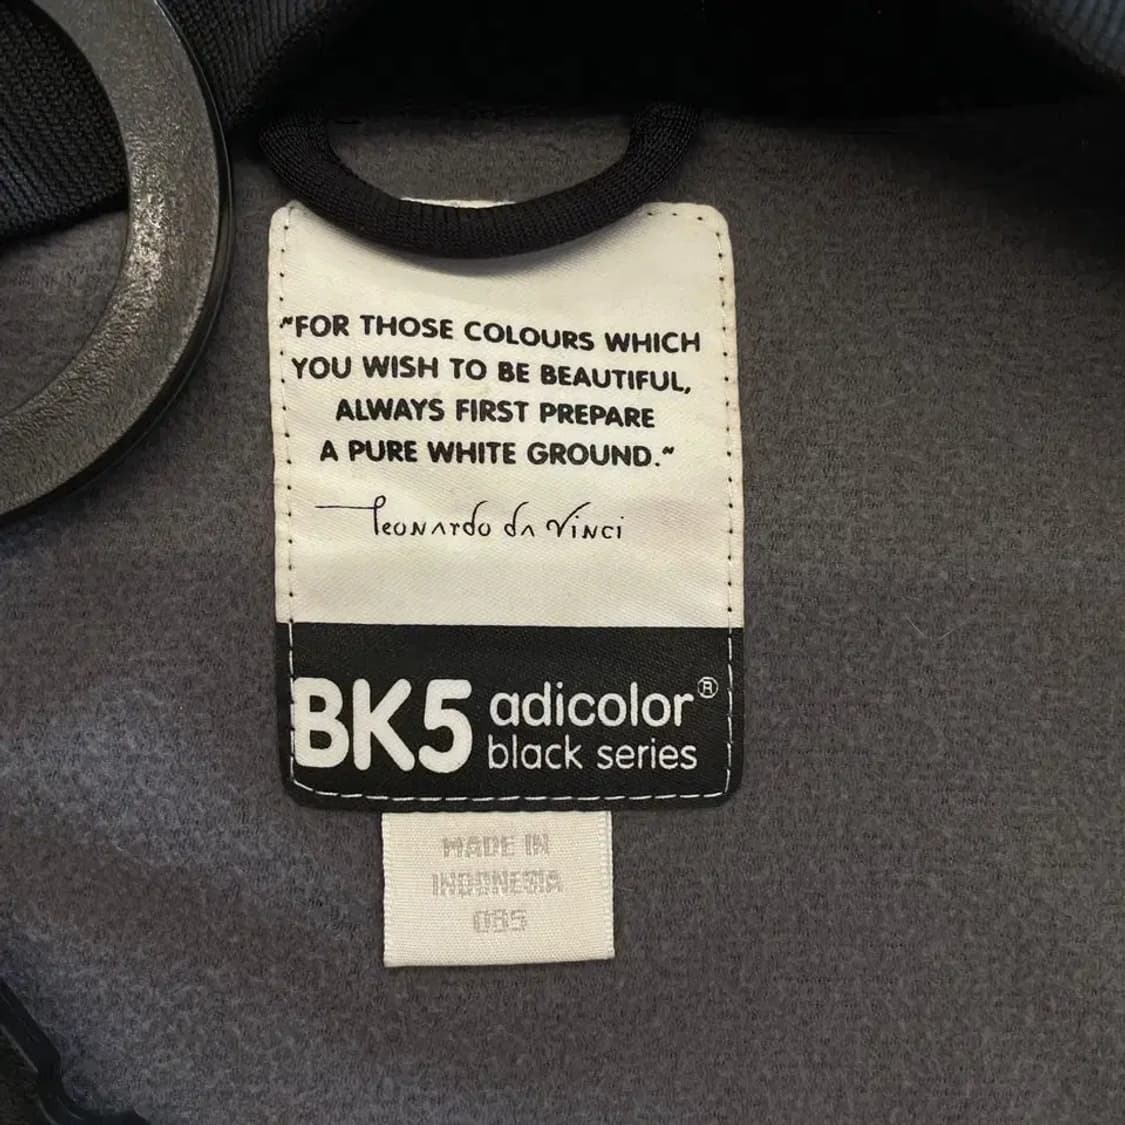 "FOR THOSE COLOURS WHICH
YOU WISH TO BE BEAUTIFUL,
ALWAYS FIRST PREPARE
A PURE WHITE GROUND."
Leonardo da Vinci
BK5 adicolor®
black series
MADE IN
INDONESIA
085